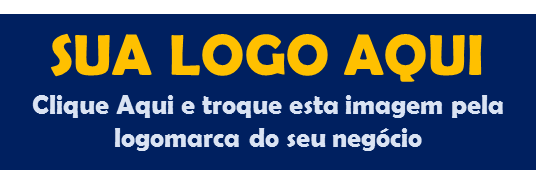 SUA LOGO AQUI
Clique Aqui e troque esta imagem pela
logomarca do seu negócio